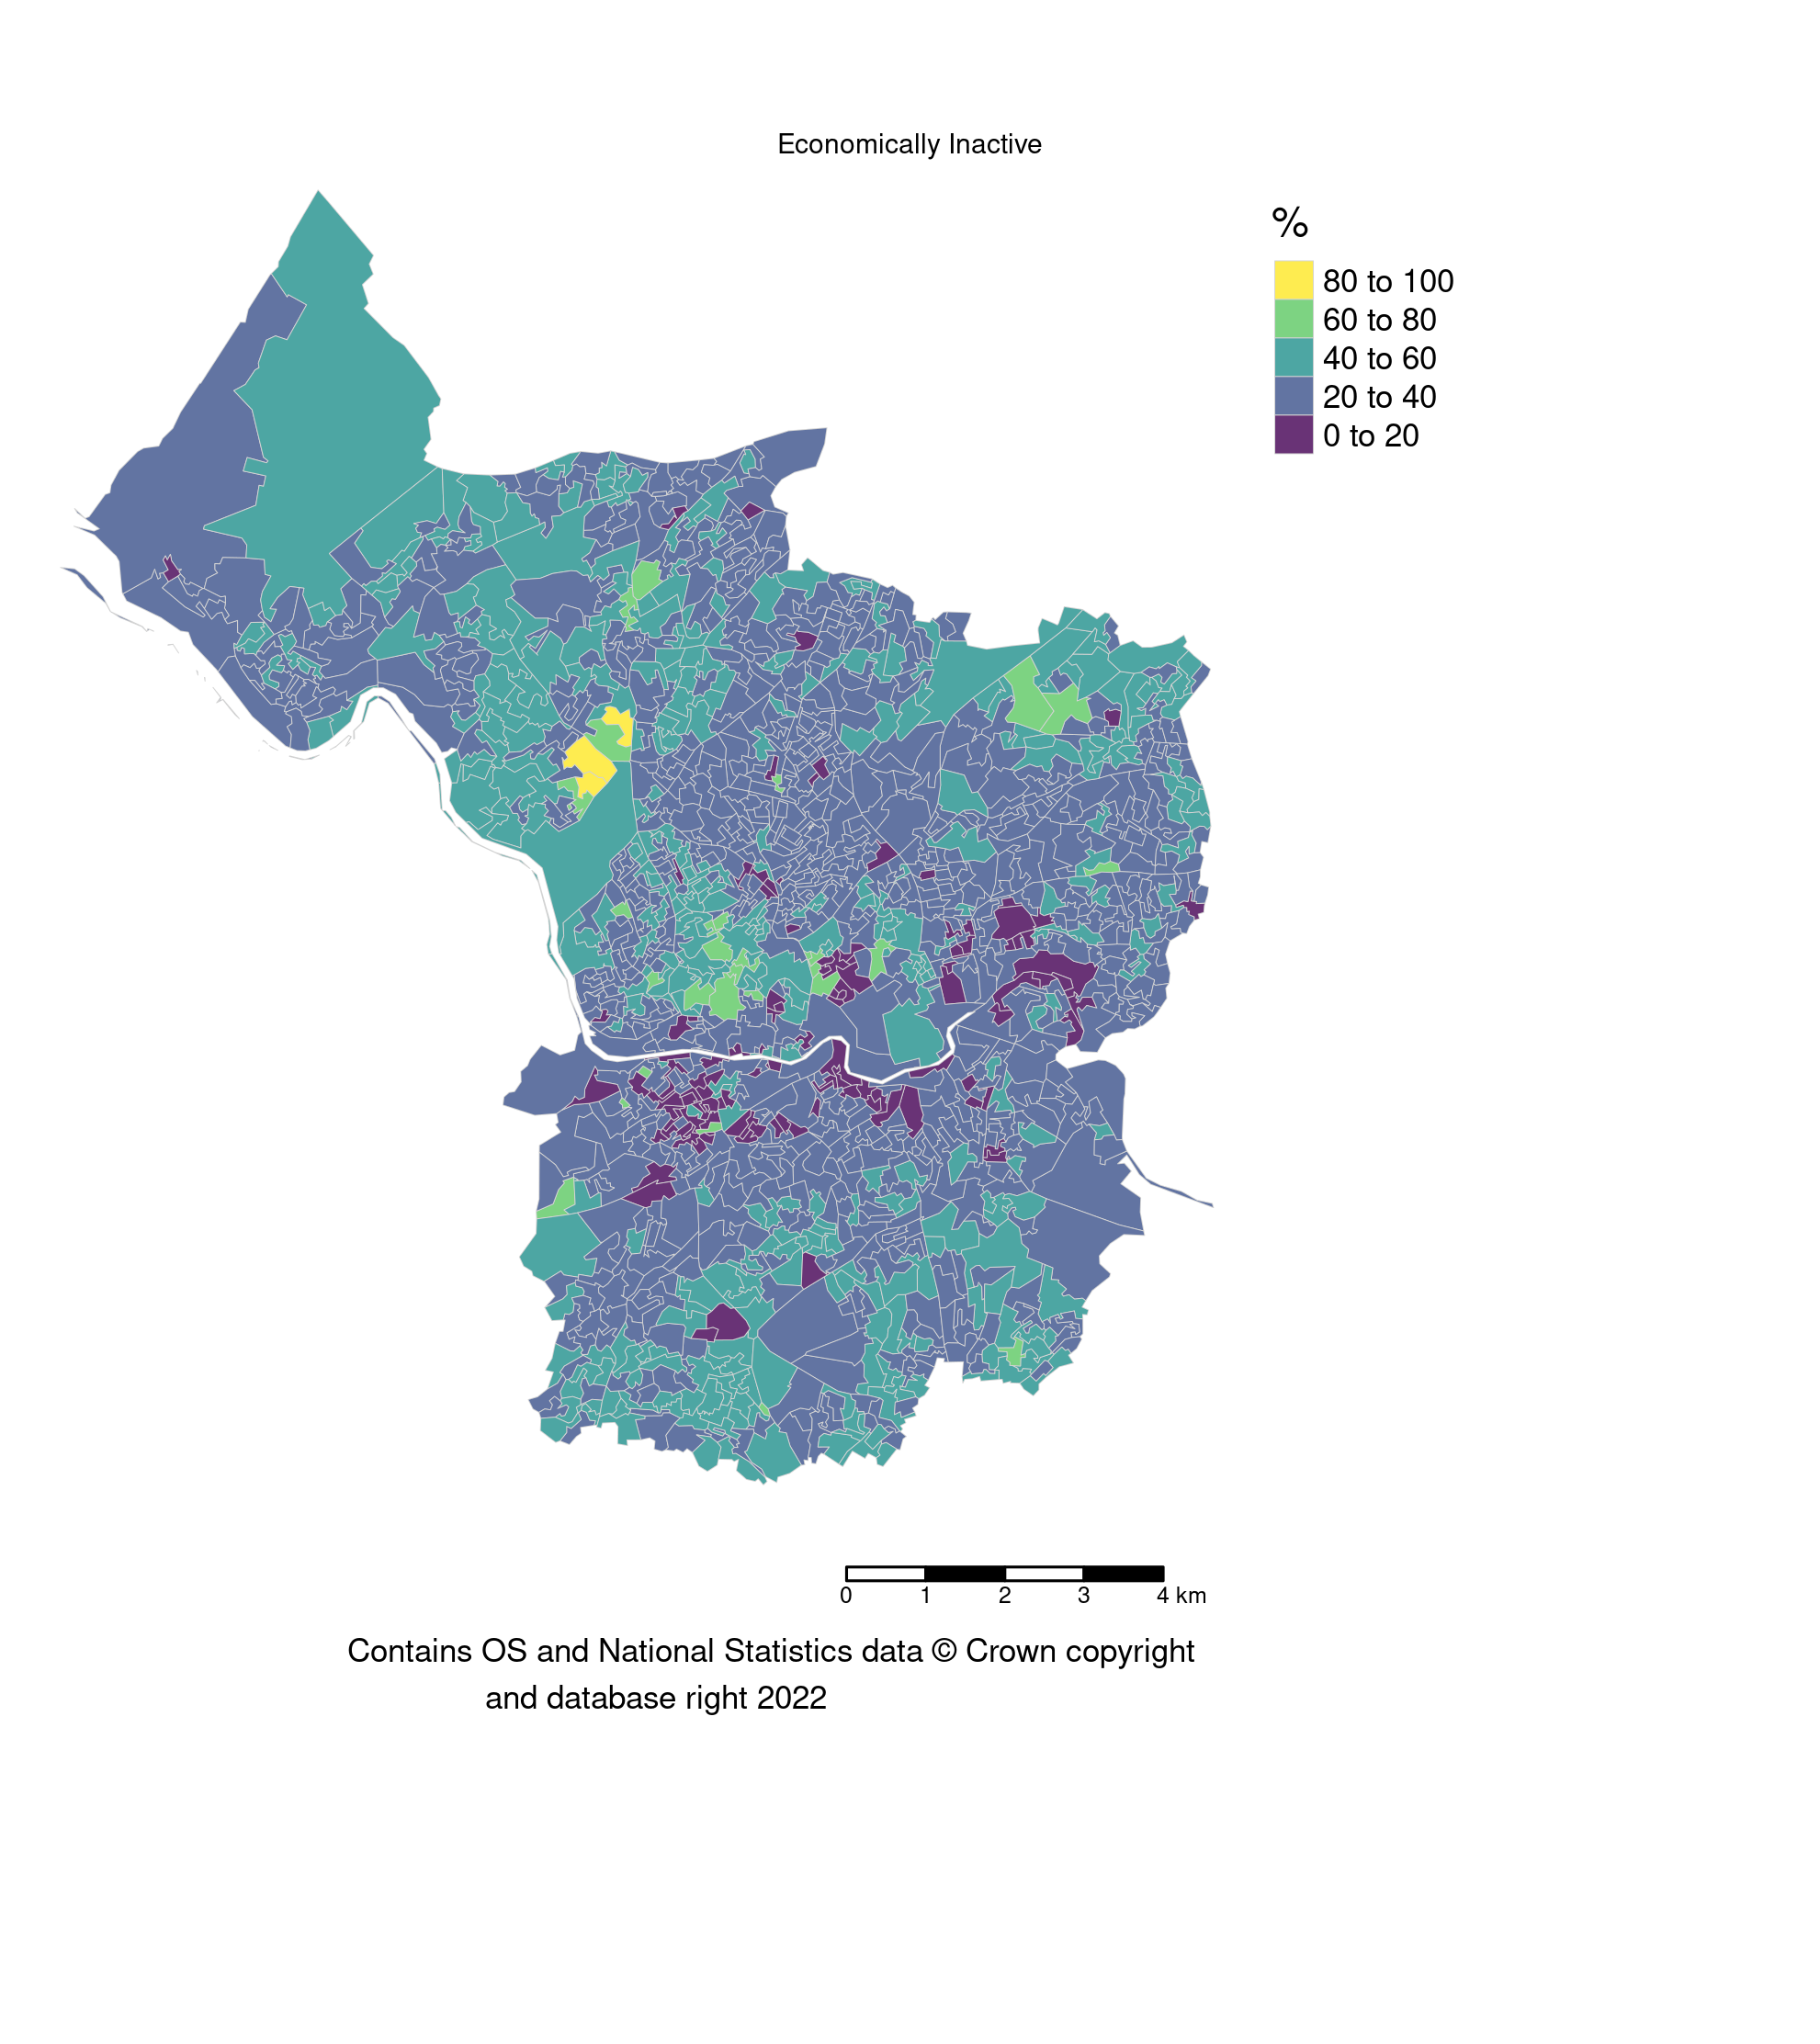 Economically Inactive
%
80 to 100
60 to 80
40 to 60
20 to 40
0 to 20
0 1 2 3 4 km
Contains OS and National Statistics data © Crown copyright
and database right 2022